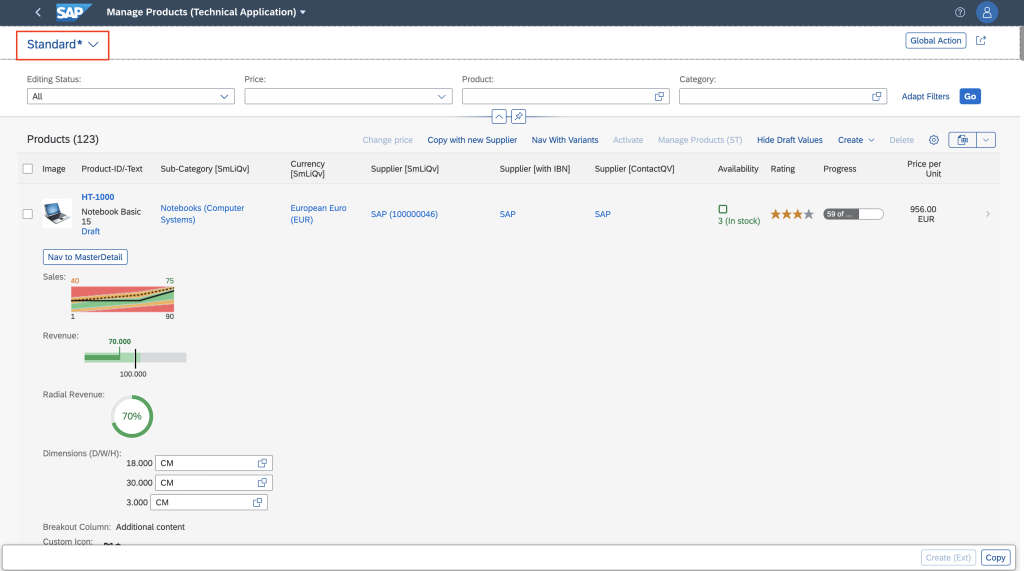 SAP Manage Products (Technical Application)
Standard*
Global Action
Editing Status: Price: Product: Category:
All
Adapt Filters Go
Products (123)
Change price Copy with new Supplier Nav With Variants Activate Manage Products (ST) Hide Draft Values Create Delete
Image Product-ID/-Text Sub-Category [SmLiQv] Currency [SmLiQv] Supplier [SmLiQv] Supplier [with IBN] Supplier [ContactQV] Availability Rating Progress Price per Unit
HT-1000
Notebook Basic
15
Draft
Notebooks (Computer
Systems)
European Euro
(EUR)
SAP (100000046)
SAP
SAP
3 (In stock)
59 of ...
956.00
EUR
Nav to MasterDetail
Sales:
40 75
1 90
Revenue:
70.000
100.000
Radial Revenue:
70%
Dimensions (D/W/H):
18.000 CM
30.000 CM
3.000 CM
Breakout Column: Additional content
Custom Icon:
Create (Ext) Copy